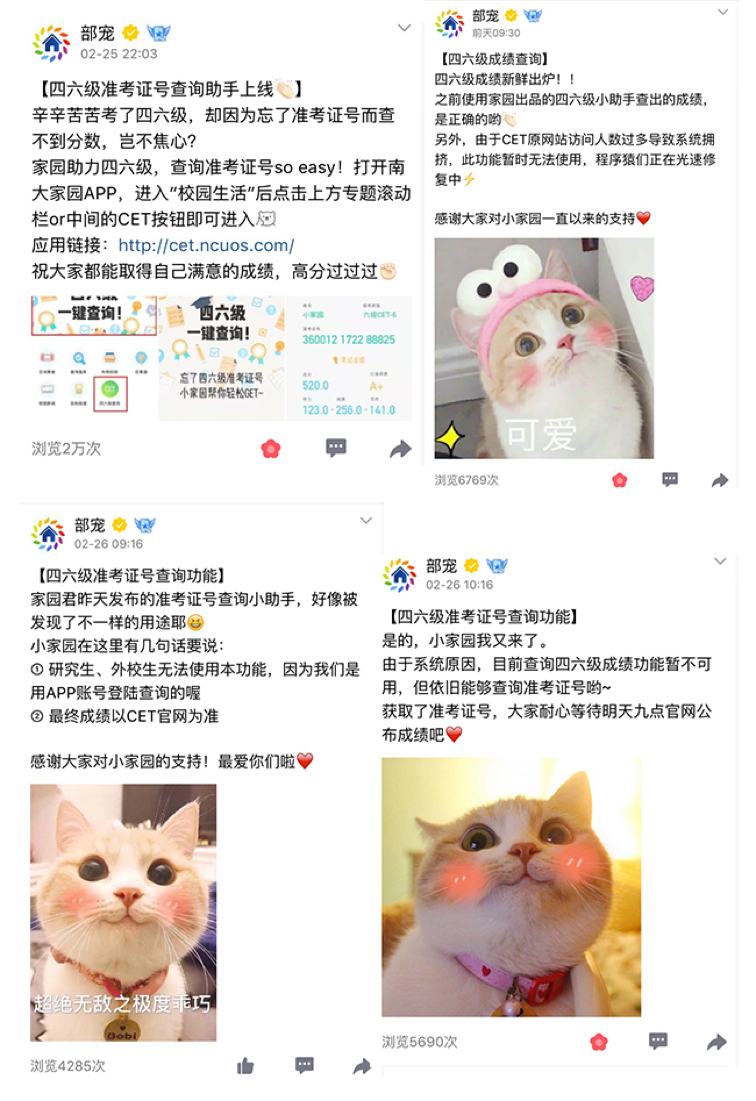 部宠
02-25 22:03
【四六级准考证号查询助手上线👏🏻】
辛辛苦苦考了四六级，却因为忘了准考证号而查
不到分数，岂不焦心？
家园助力四六级，查询准考证号so easy！打开南
大家园APP，进入”校园生活”后点击上方专题滚动
栏or中间的CET按钮即可进入🐨
应用链接：http://cet.ncuos.com/
祝大家都能取得自己满意的成绩，高分过过过✊🏻
一键查询！
四六级
一键查询！
忘了四六级准考证号
小家园帮你轻松GET~
小家园
六级CET-6
360012 1722 88825
520.0
A+
123.0 · 256.0 · 141.0
浏览2万次
部宠
前天09:30
【四六级成绩查询】
四六级成绩新鲜出炉！！
之前使用家园出品的四六级小助手查出的成绩，
是正确的哟👏🏻
另外，由于CET原网站访问人数过多导致系统拥
挤，此功能暂时无法使用，程序猿们正在光速修
复中⚡
感谢大家对小家园一直以来的支持❤️
可爱
浏览6769次
部宠
02-26 09:16
【四六级准考证号查询功能】
家园君昨天发布的准考证号查询小助手，好像被
发现了不一样的用途耶😆
小家园在这里有几句话要说：
① 研究生、外校生无法使用本功能，因为我们是
用APP账号登陆查询的喔
② 最终成绩以CET官网为准
感谢大家对小家园的支持！最爱你们啦❤️
超绝无敌之极度乖巧
Gobi
浏览4285次
部宠
02-26 10:16
【四六级准考证号查询功能】
是的，小家园我又来了。
由于系统原因，目前查询四六级成绩功能暂不可
用，但依旧能够查询准考证号哟~
获取了准考证号，大家耐心等待明天九点官网公
布成绩吧❤️
浏览5690次